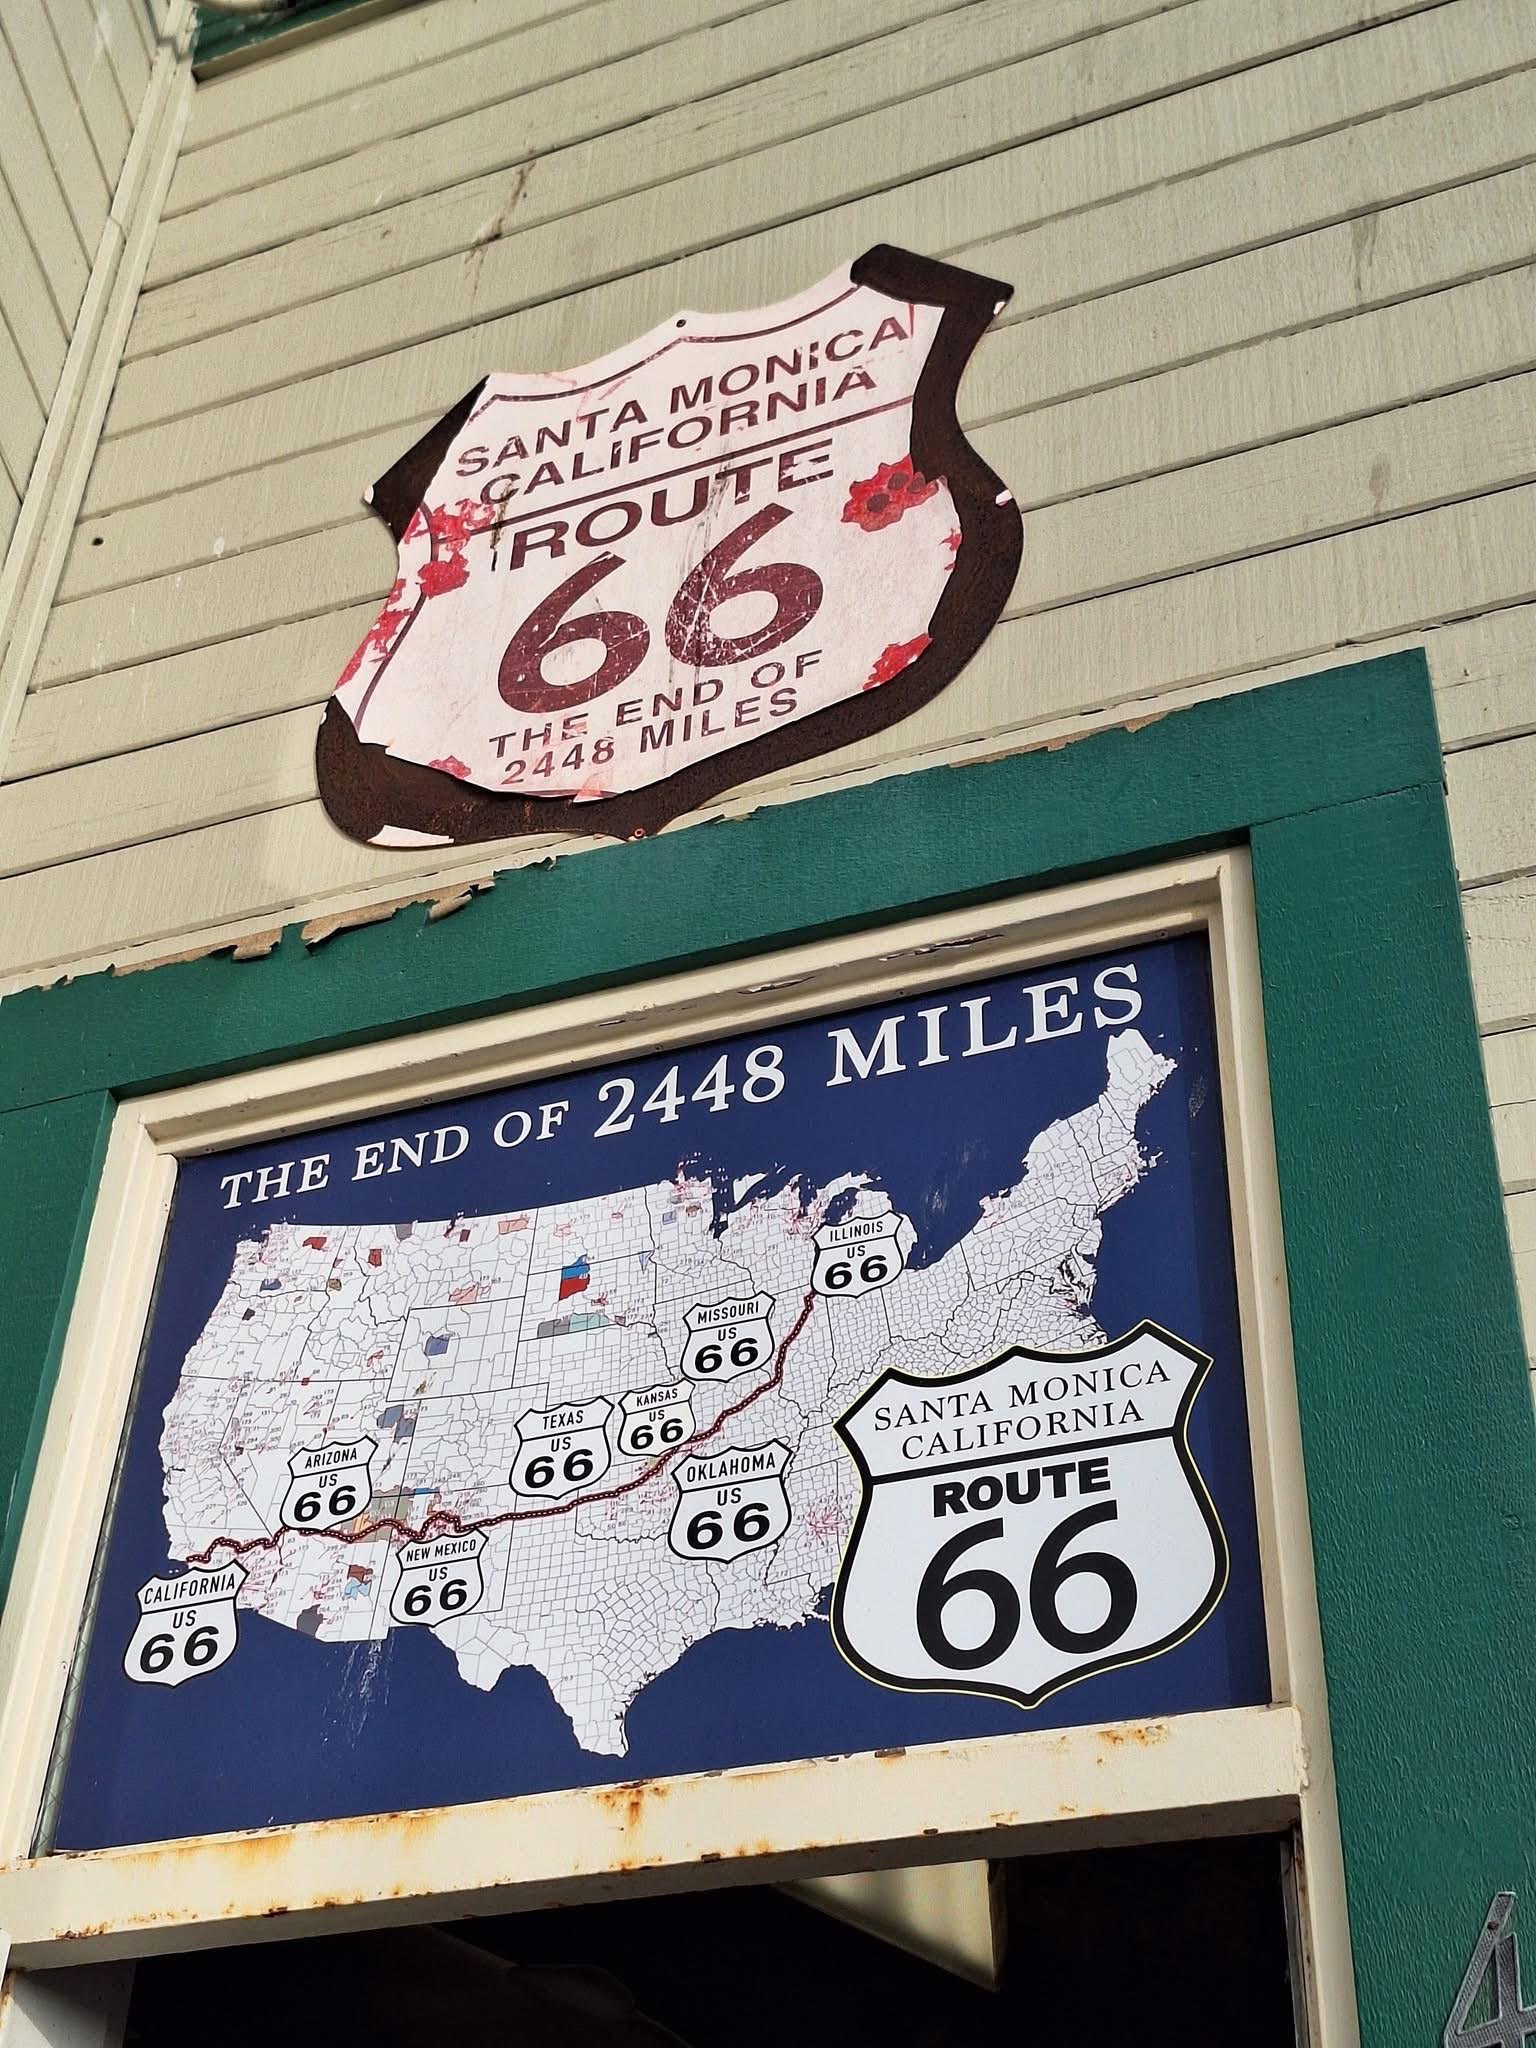 SANTA MONICA
CALIFORNIA
ROUTE
66
THE END OF
2448 MILES
THE END OF 2448 MILES
ILLINOIS
US
66
MISSOURI
US
66
KANSAS
US
66
TEXAS
US
66
OKLAHOMA
US
66
ARIZONA
US
66
NEW MEXICO
US
66
CALIFORNIA
US
66
SANTA MONICA
CALIFORNIA
ROUTE
66
4